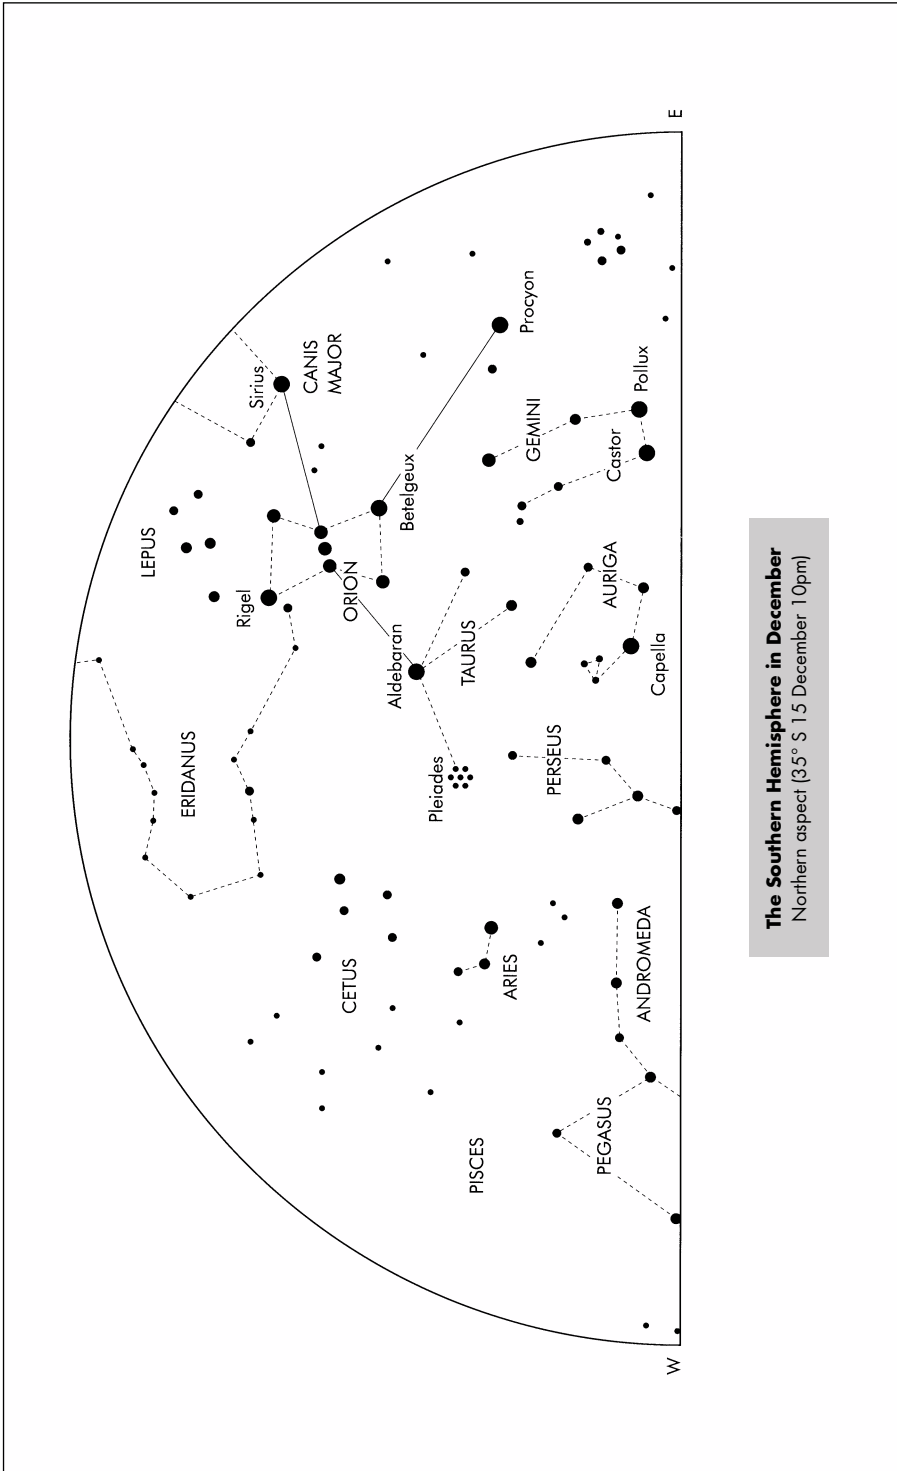 LEPUS
Sirius
CANIS
MAJOR
Rigel
ERIDANUS
ORION
Betelgeux
Procyon
Aldebaran
TAURUS
Pleiades
GEMINI
Castor
Pollux
AURIGA
Capella
PERSEUS
CETUS
ARIES
ANDROMEDA
PISCES
PEGASUS
W
E
The Southern Hemisphere in December
Northern aspect (35° S 15 December 10pm)